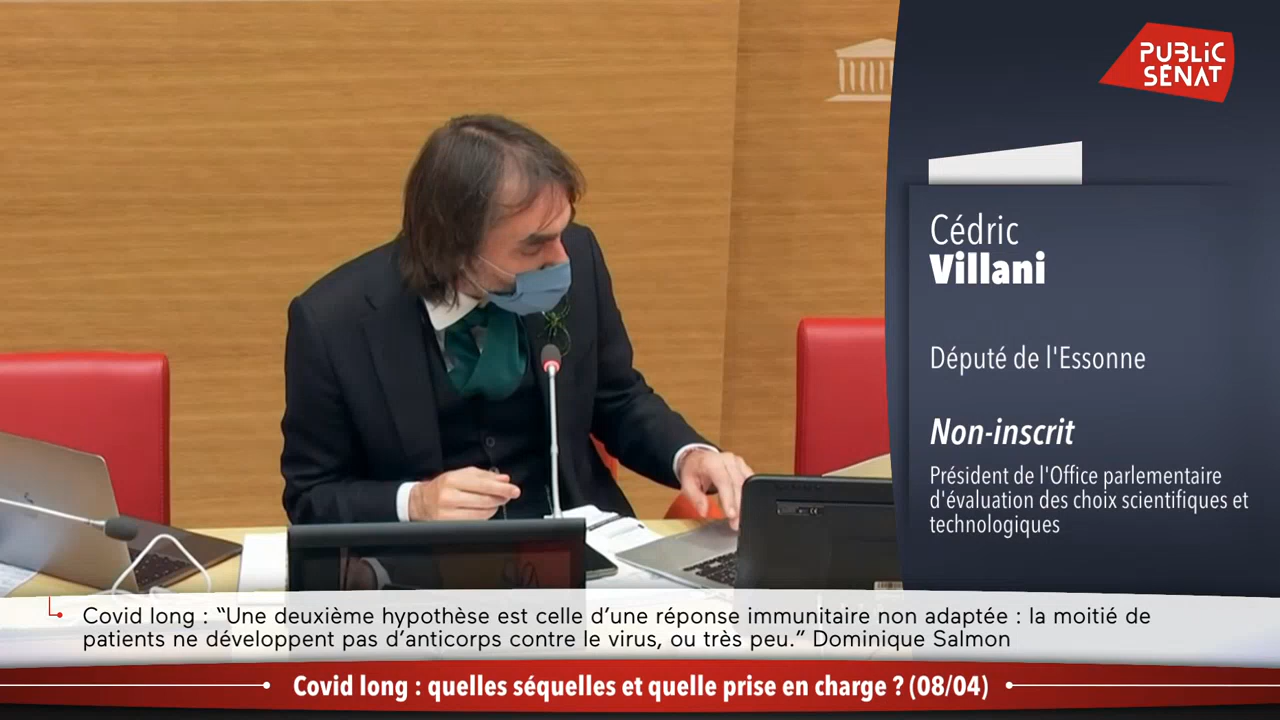 PUBLIC
SÉNAT
Cédric
Villani
Député de l'Essonne
Non-inscrit
Président de l'Office parlementaire
d'évaluation des choix scientifiques et
technologiques
Covid long : “Une deuxième hypothèse est celle d’une réponse immunitaire non adaptée : la moitié de
patients ne développent pas d’anticorps contre le virus, ou très peu.” Dominique Salmon
Covid long : quelles séquelles et quelle prise en charge ? (08/04)